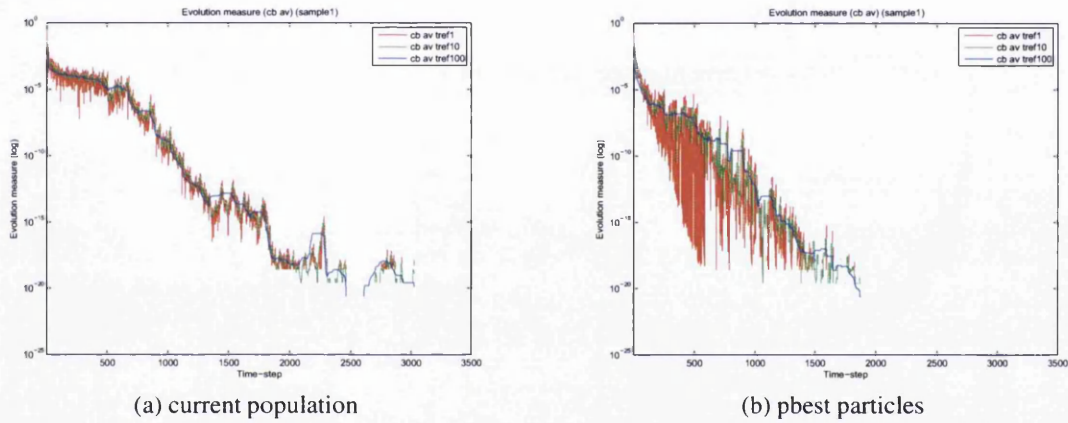 Evolution measure (cb av) (sample1)
cb av tref1
cb av tref10
cb av tref100
Evolution measure (log)
10^0
10^-5
10^-10
10^-15
10^-20
10^-25
500 1000 1500 2000 2500 3000 3500
Time-step
(a) current population
Evolution measure (cb av) (sample1)
cb av tref1
cb av tref10
cb av tref100
Evolution measure (log)
10^0
10^-5
10^-10
10^-15
10^-20
10^-25
500 1000 1500 2000 2500 3000 3500
Time-step
(b) pbest particles